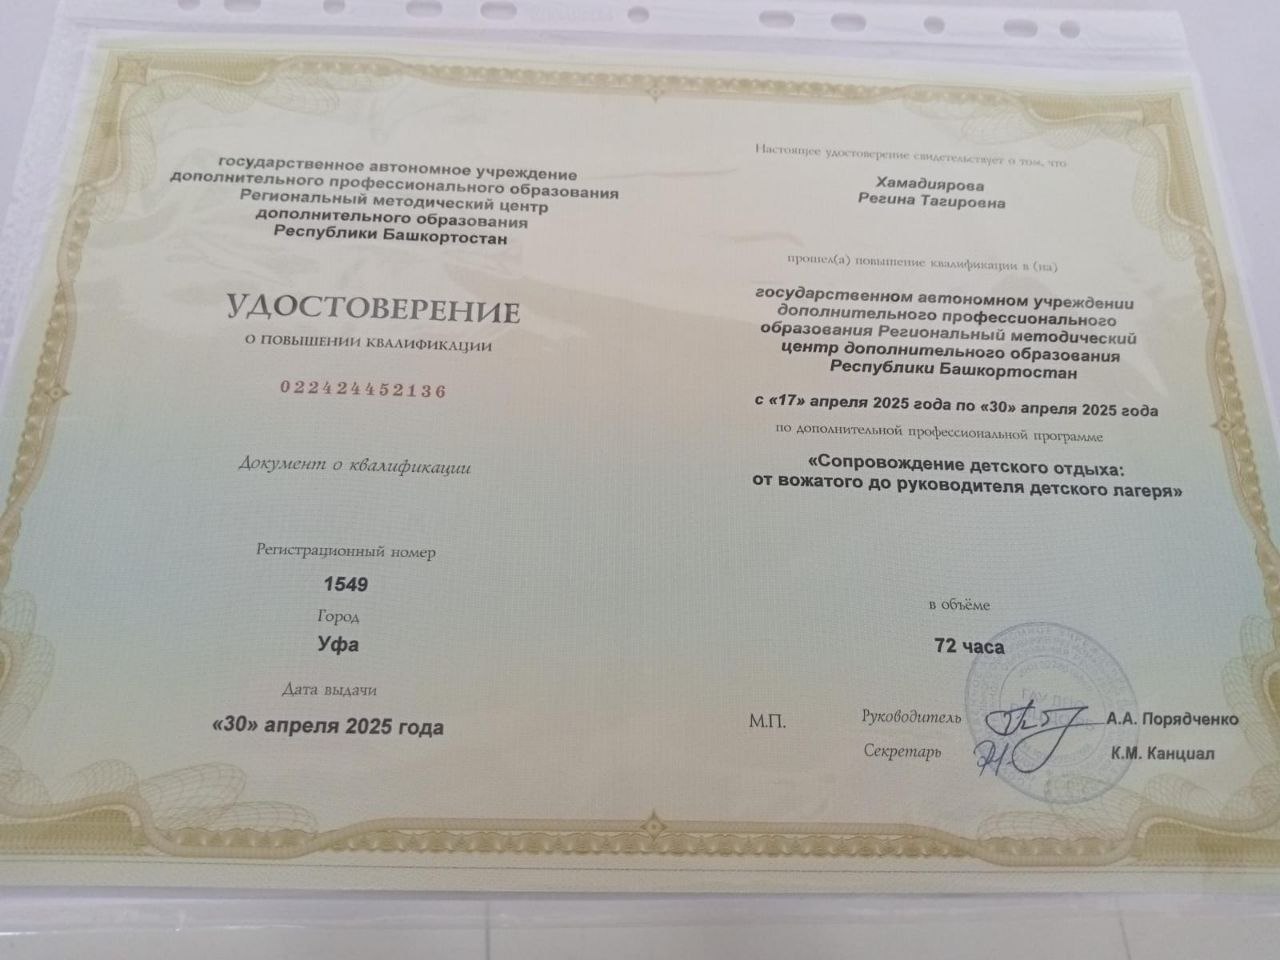 государственное автономное учреждение
дополнительного профессионального образования
Региональный методический центр
дополнительного образования
Республики Башкортостан
УДОСТОВЕРЕНИЕ
О ПОВЫШЕНИИ КВАЛИФИКАЦИИ
022424452136
Документ о квалификации
Регистрационный номер
1549
Город
Уфа
Дата выдачи
«30» апреля 2025 года
Настоящее удостоверение свидетельствует о том, что
Хамадиярова
Регина Тагировна
прошел(а) повышение квалификации в (на)
государственном автономном учреждении
дополнительного профессионального
образования Региональный методический
центр дополнительного образования
Республики Башкортостан
с «17» апреля 2025 года по «30» апреля 2025 года
по дополнительной профессиональной программе
«Сопровождение детского отдыха:
от вожатого до руководителя детского лагеря»
в объёме
72 часа
М.П.
Руководитель
А.А. Порядченко
Секретарь
К.М. Канциал